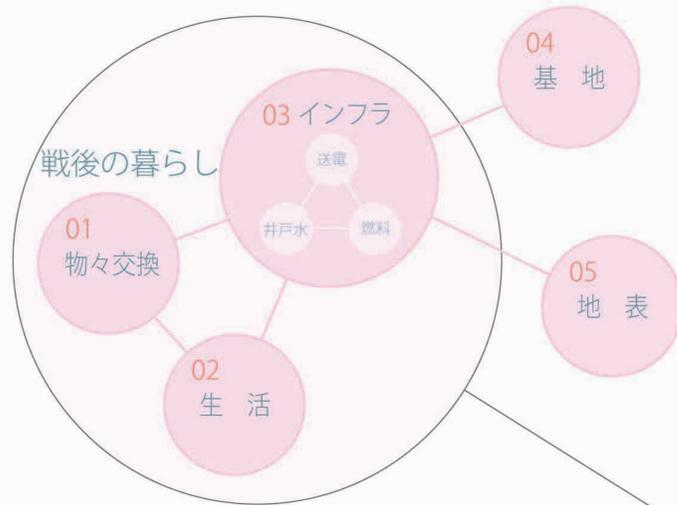 戦後の暮らし
01
物々交換
02
生 活
03 インフラ
送電
井戸水
燃料
04
基 地
05
地 表